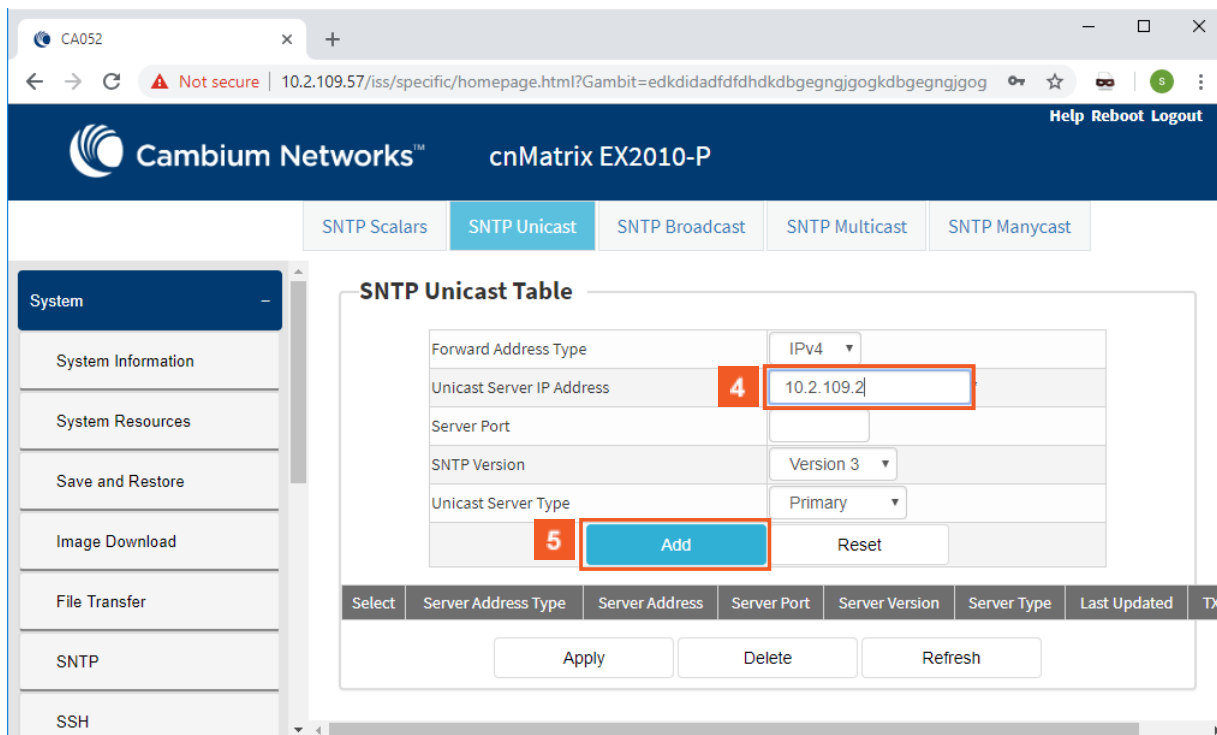 CA052
Not secure | 10.2.109.57/iss/specific/homepage.html?Gambit=edkdidadfdfdhdkdbgegngjgogkdbgegngjgog
S
Help Reboot Logout
Cambium Networks™ cnMatrix EX2010-P
SNTP Scalars SNTP Unicast SNTP Broadcast SNTP Multicast SNTP Manycast
System –
System Information
System Resources
Save and Restore
Image Download
File Transfer
SNTP
SSH
SNTP Unicast Table
Forward Address Type IPv4
Unicast Server IP Address 4 10.2.109.2
Server Port
SNTP Version Version 3
Unicast Server Type Primary
5 Add Reset
Select Server Address Type Server Address Server Port Server Version Server Type Last Updated TX
Apply Delete Refresh